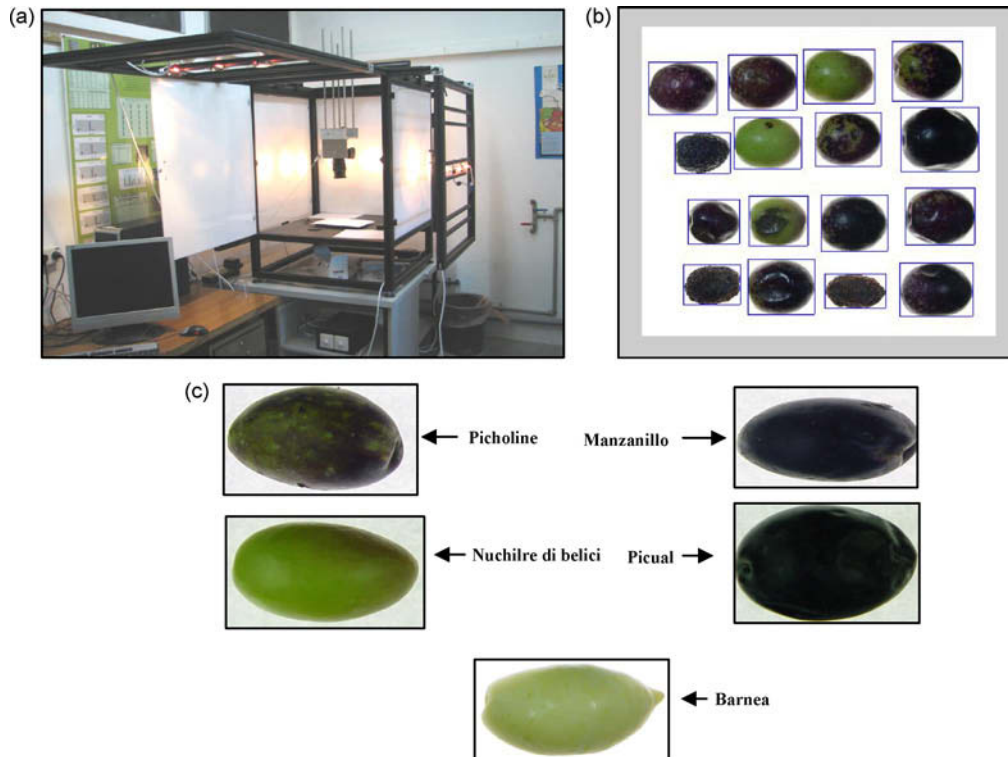 (a)
(b)
(c)
Picholine
Manzanillo
Nuchilre di belici
Picual
Barnea